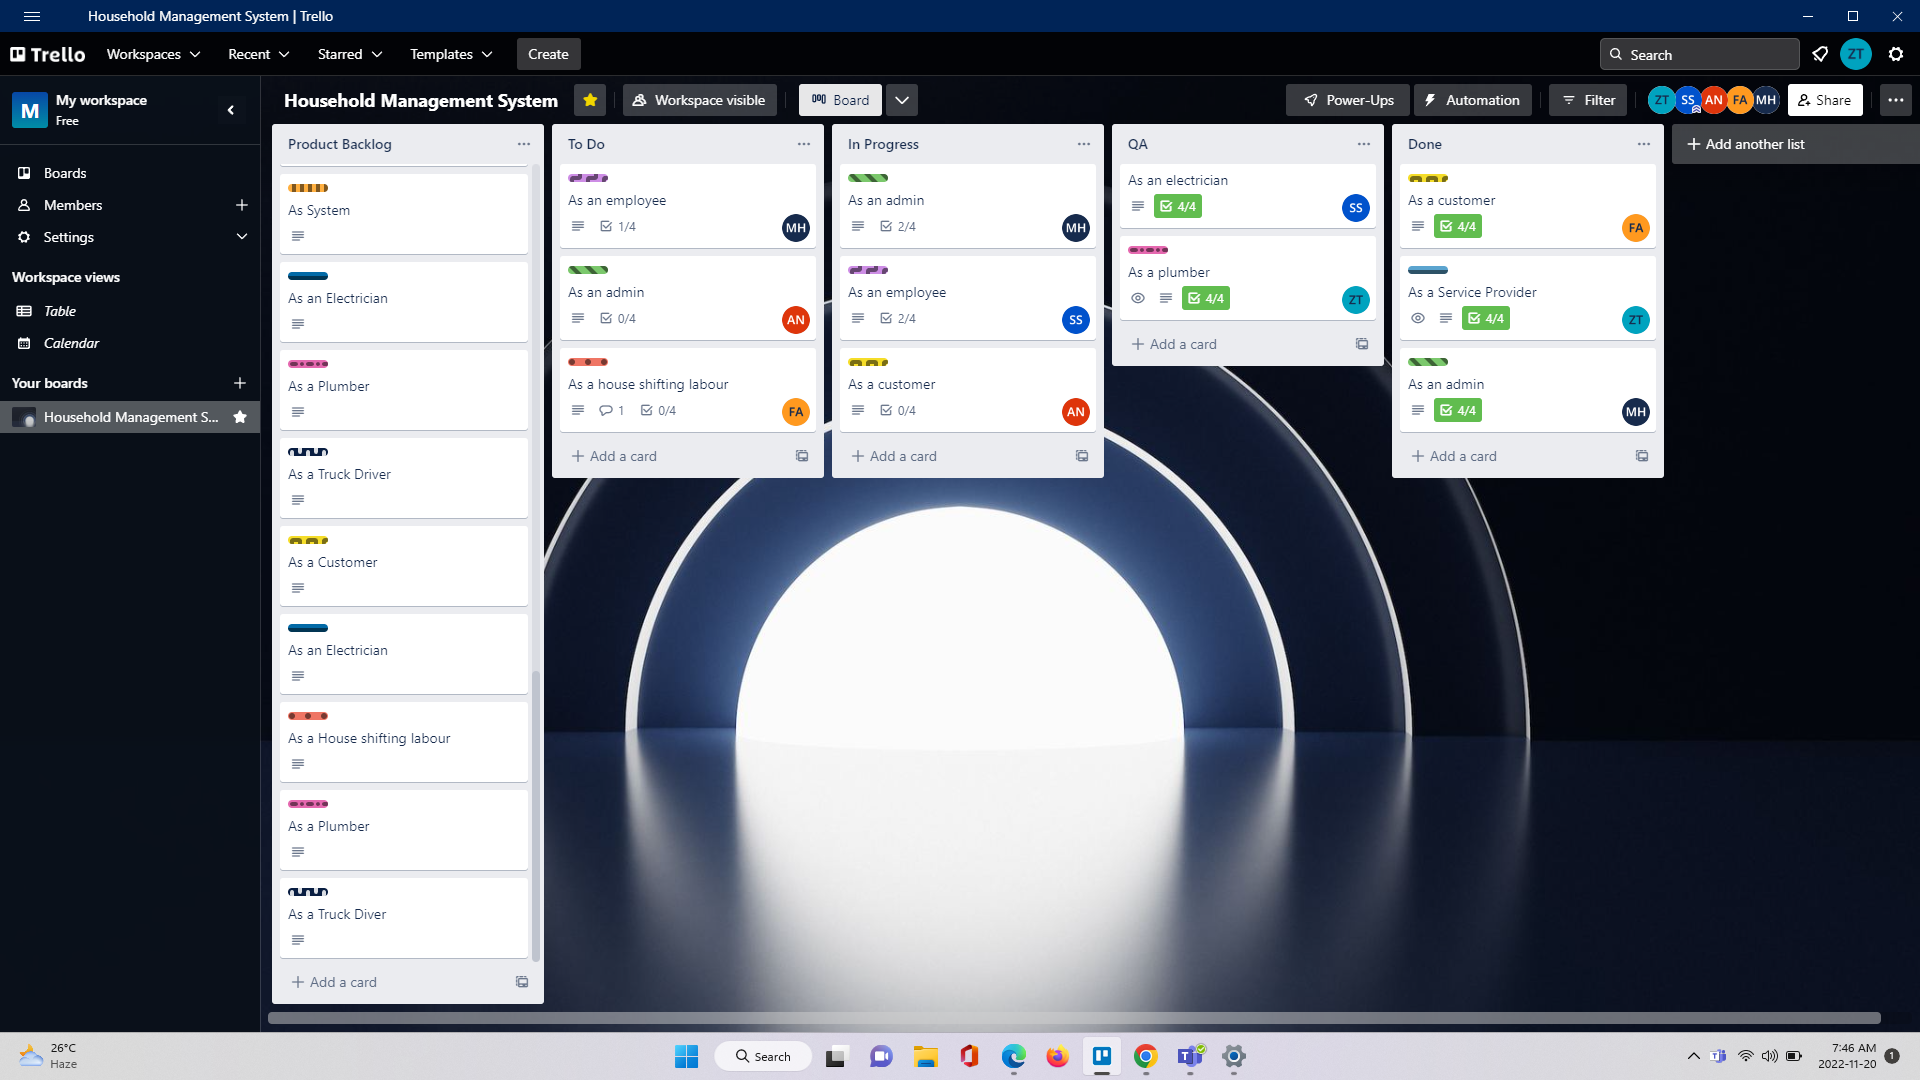 Household Management System | Trello
Trello
Workspaces
Recent
Starred
Templates
Create
Search
ZT
M
My workspace
Free
Household Management System
Workspace visible
Board
Power-Ups
Automation
Filter
ZT SS AN FA MH
Share
Boards
Members
Settings
Workspace views
Table
Calendar
Your boards
Household Management S...
Product Backlog
As System
As an Electrician
As a Plumber
As a Truck Driver
As a Customer
As an Electrician
As a House shifting labour
As a Plumber
As a Truck Diver
Add a card
To Do
As an employee
1/4
MH
As an admin
0/4
AN
As a house shifting labour
1
0/4
FA
Add a card
In Progress
As an admin
2/4
MH
As an employee
2/4
SS
As a customer
0/4
AN
Add a card
QA
As an electrician
4/4
SS
As a plumber
4/4
ZT
Add a card
Done
As a customer
4/4
FA
As a Service Provider
4/4
ZT
As an admin
4/4
MH
Add a card
Add another list
26°C
Haze
Search
7:46 AM
2022-11-20
1